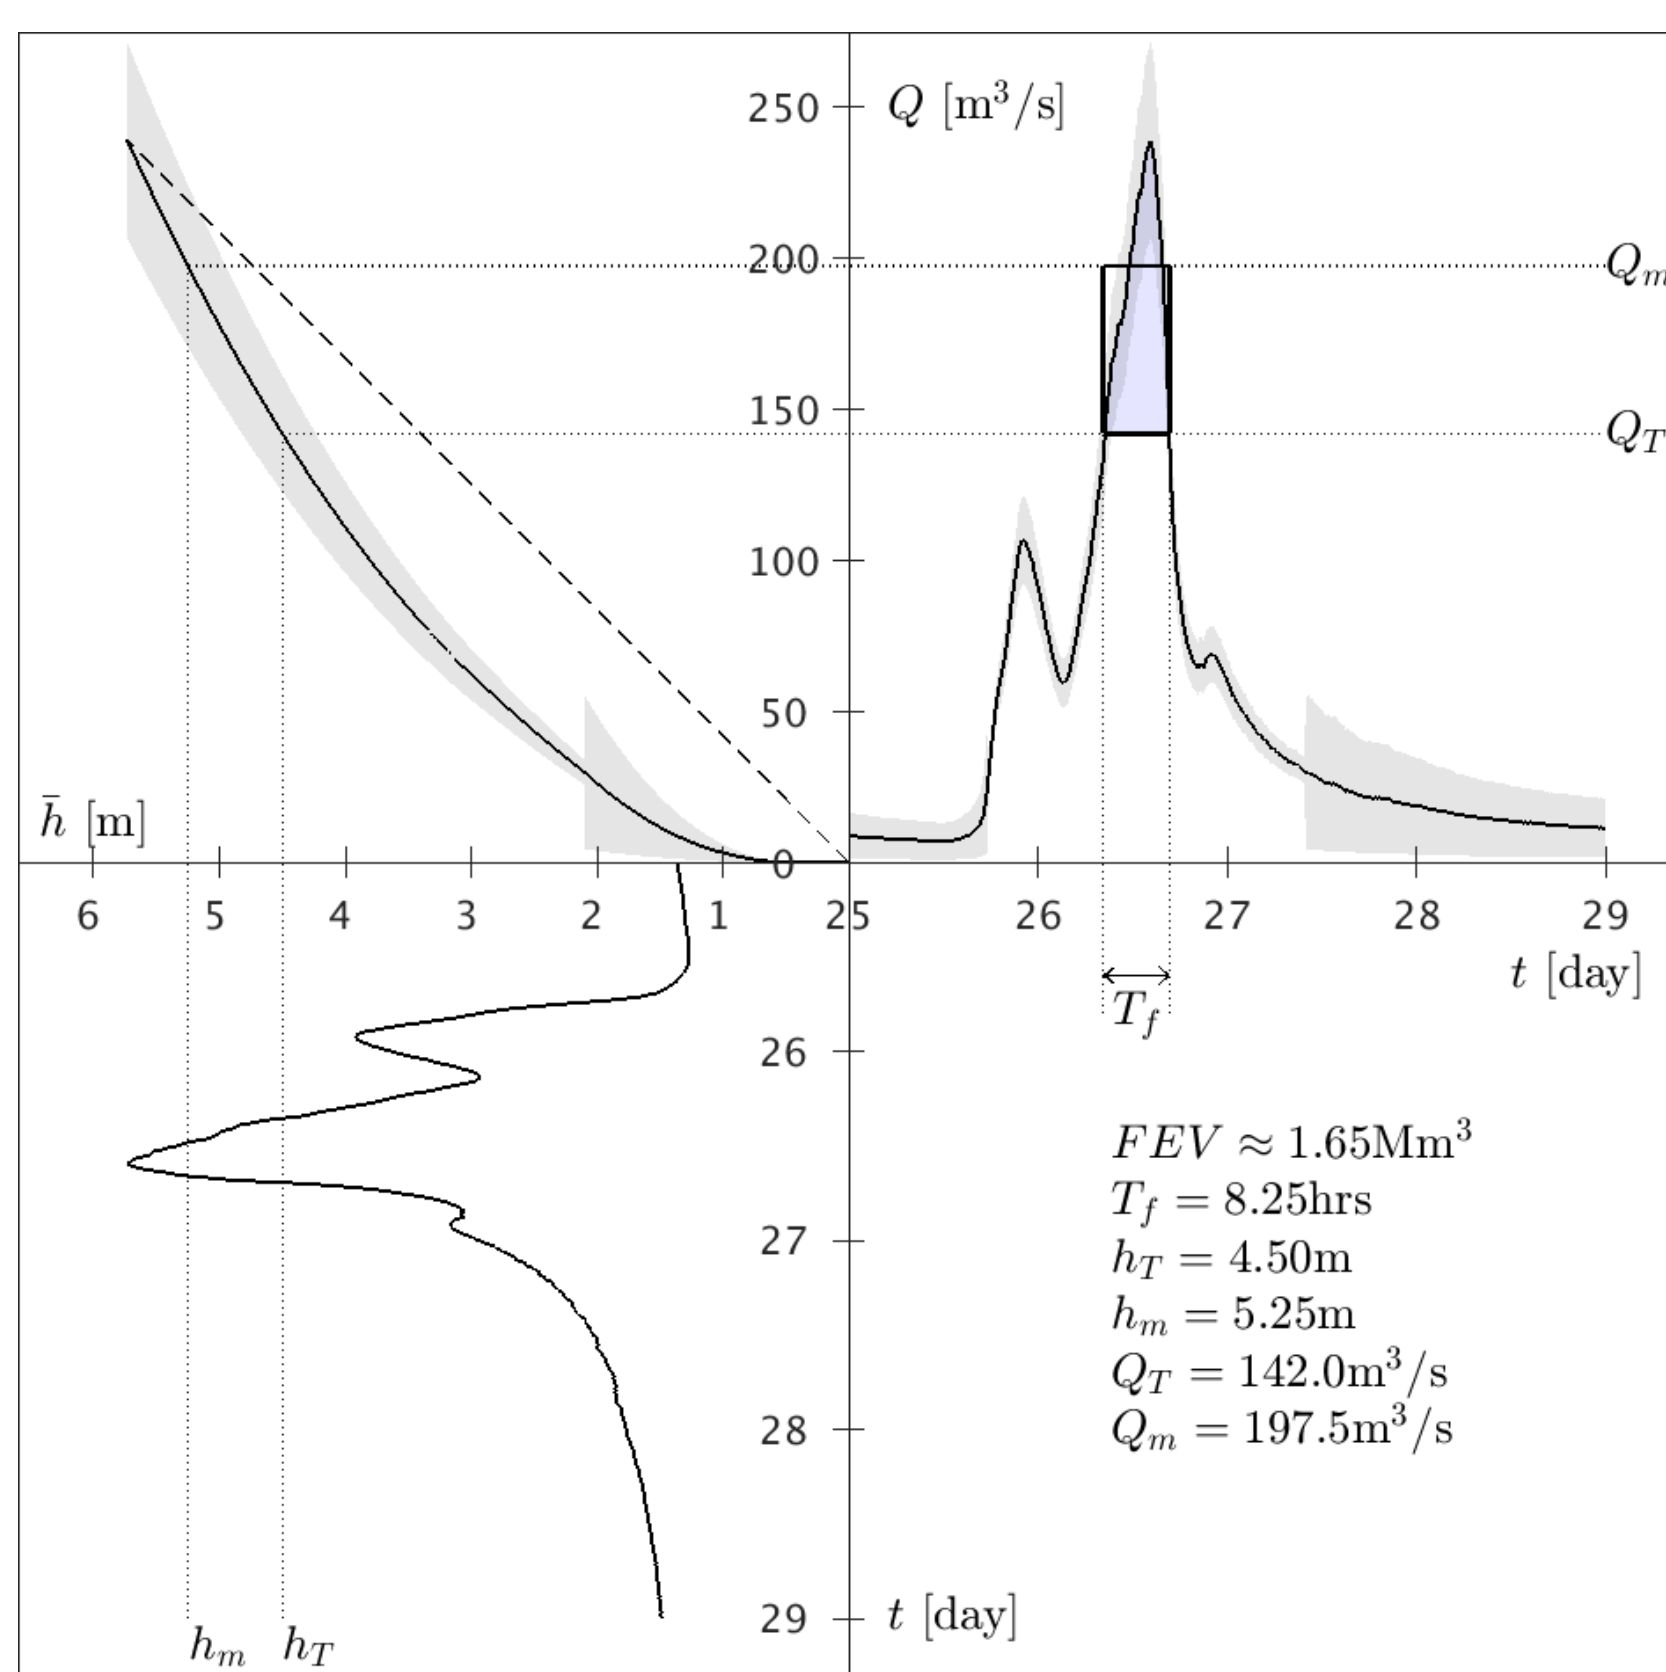 250
Q [m³/s]
200
Q_m
150
Q_T
100
50
h̄ [m]
0
6 5 4 3 2 1 25 26 27 28 29
t [day]
T_f
26
FEV ≈ 1.65Mm³
T_f = 8.25hrs
27
h_T = 4.50m
h_m = 5.25m
Q_T = 142.0m³/s
28
Q_m = 197.5m³/s
29
t [day]
h_m h_T